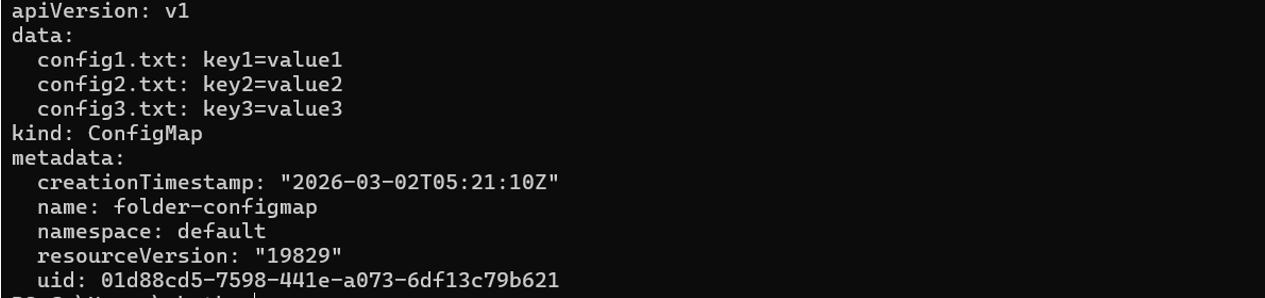 apiVersion: v1
data:
  config1.txt: key1=value1
  config2.txt: key2=value2
  config3.txt: key3=value3
kind: ConfigMap
metadata:
  creationTimestamp: "2026-03-02T05:21:10Z"
  name: folder-configmap
  namespace: default
  resourceVersion: "19829"
  uid: 01d88cd5-7598-441e-a073-6df13c79b621